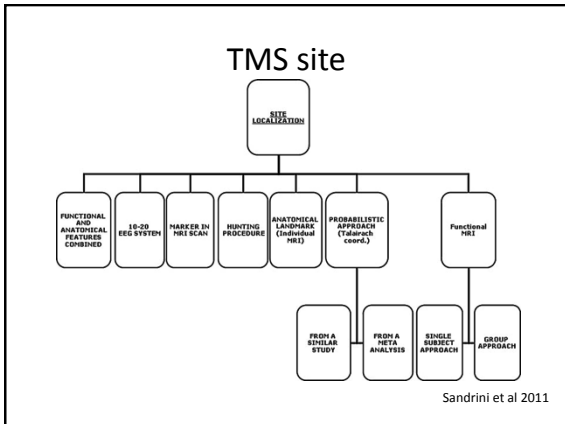 TMS site
SITE
LOCALIZATION
FUNCTIONAL
AND
ANATOMICAL
FEATURES
COMBINED
10-20
EEG SYSTEM
MARKER IN
MRI SCAN
HUNTING
PROCEDURE
ANATOMICAL
LANDMARK
(Individual
MRI)
PROBABILISTIC
APPROACH
(Talairach
coord.)
Functional
MRI
FROM A
SIMILAR
STUDY
FROM A
META
ANALYSIS
SINGLE
SUBJECT
APPROACH
GROUP
APPROACH
Sandrini et al 2011